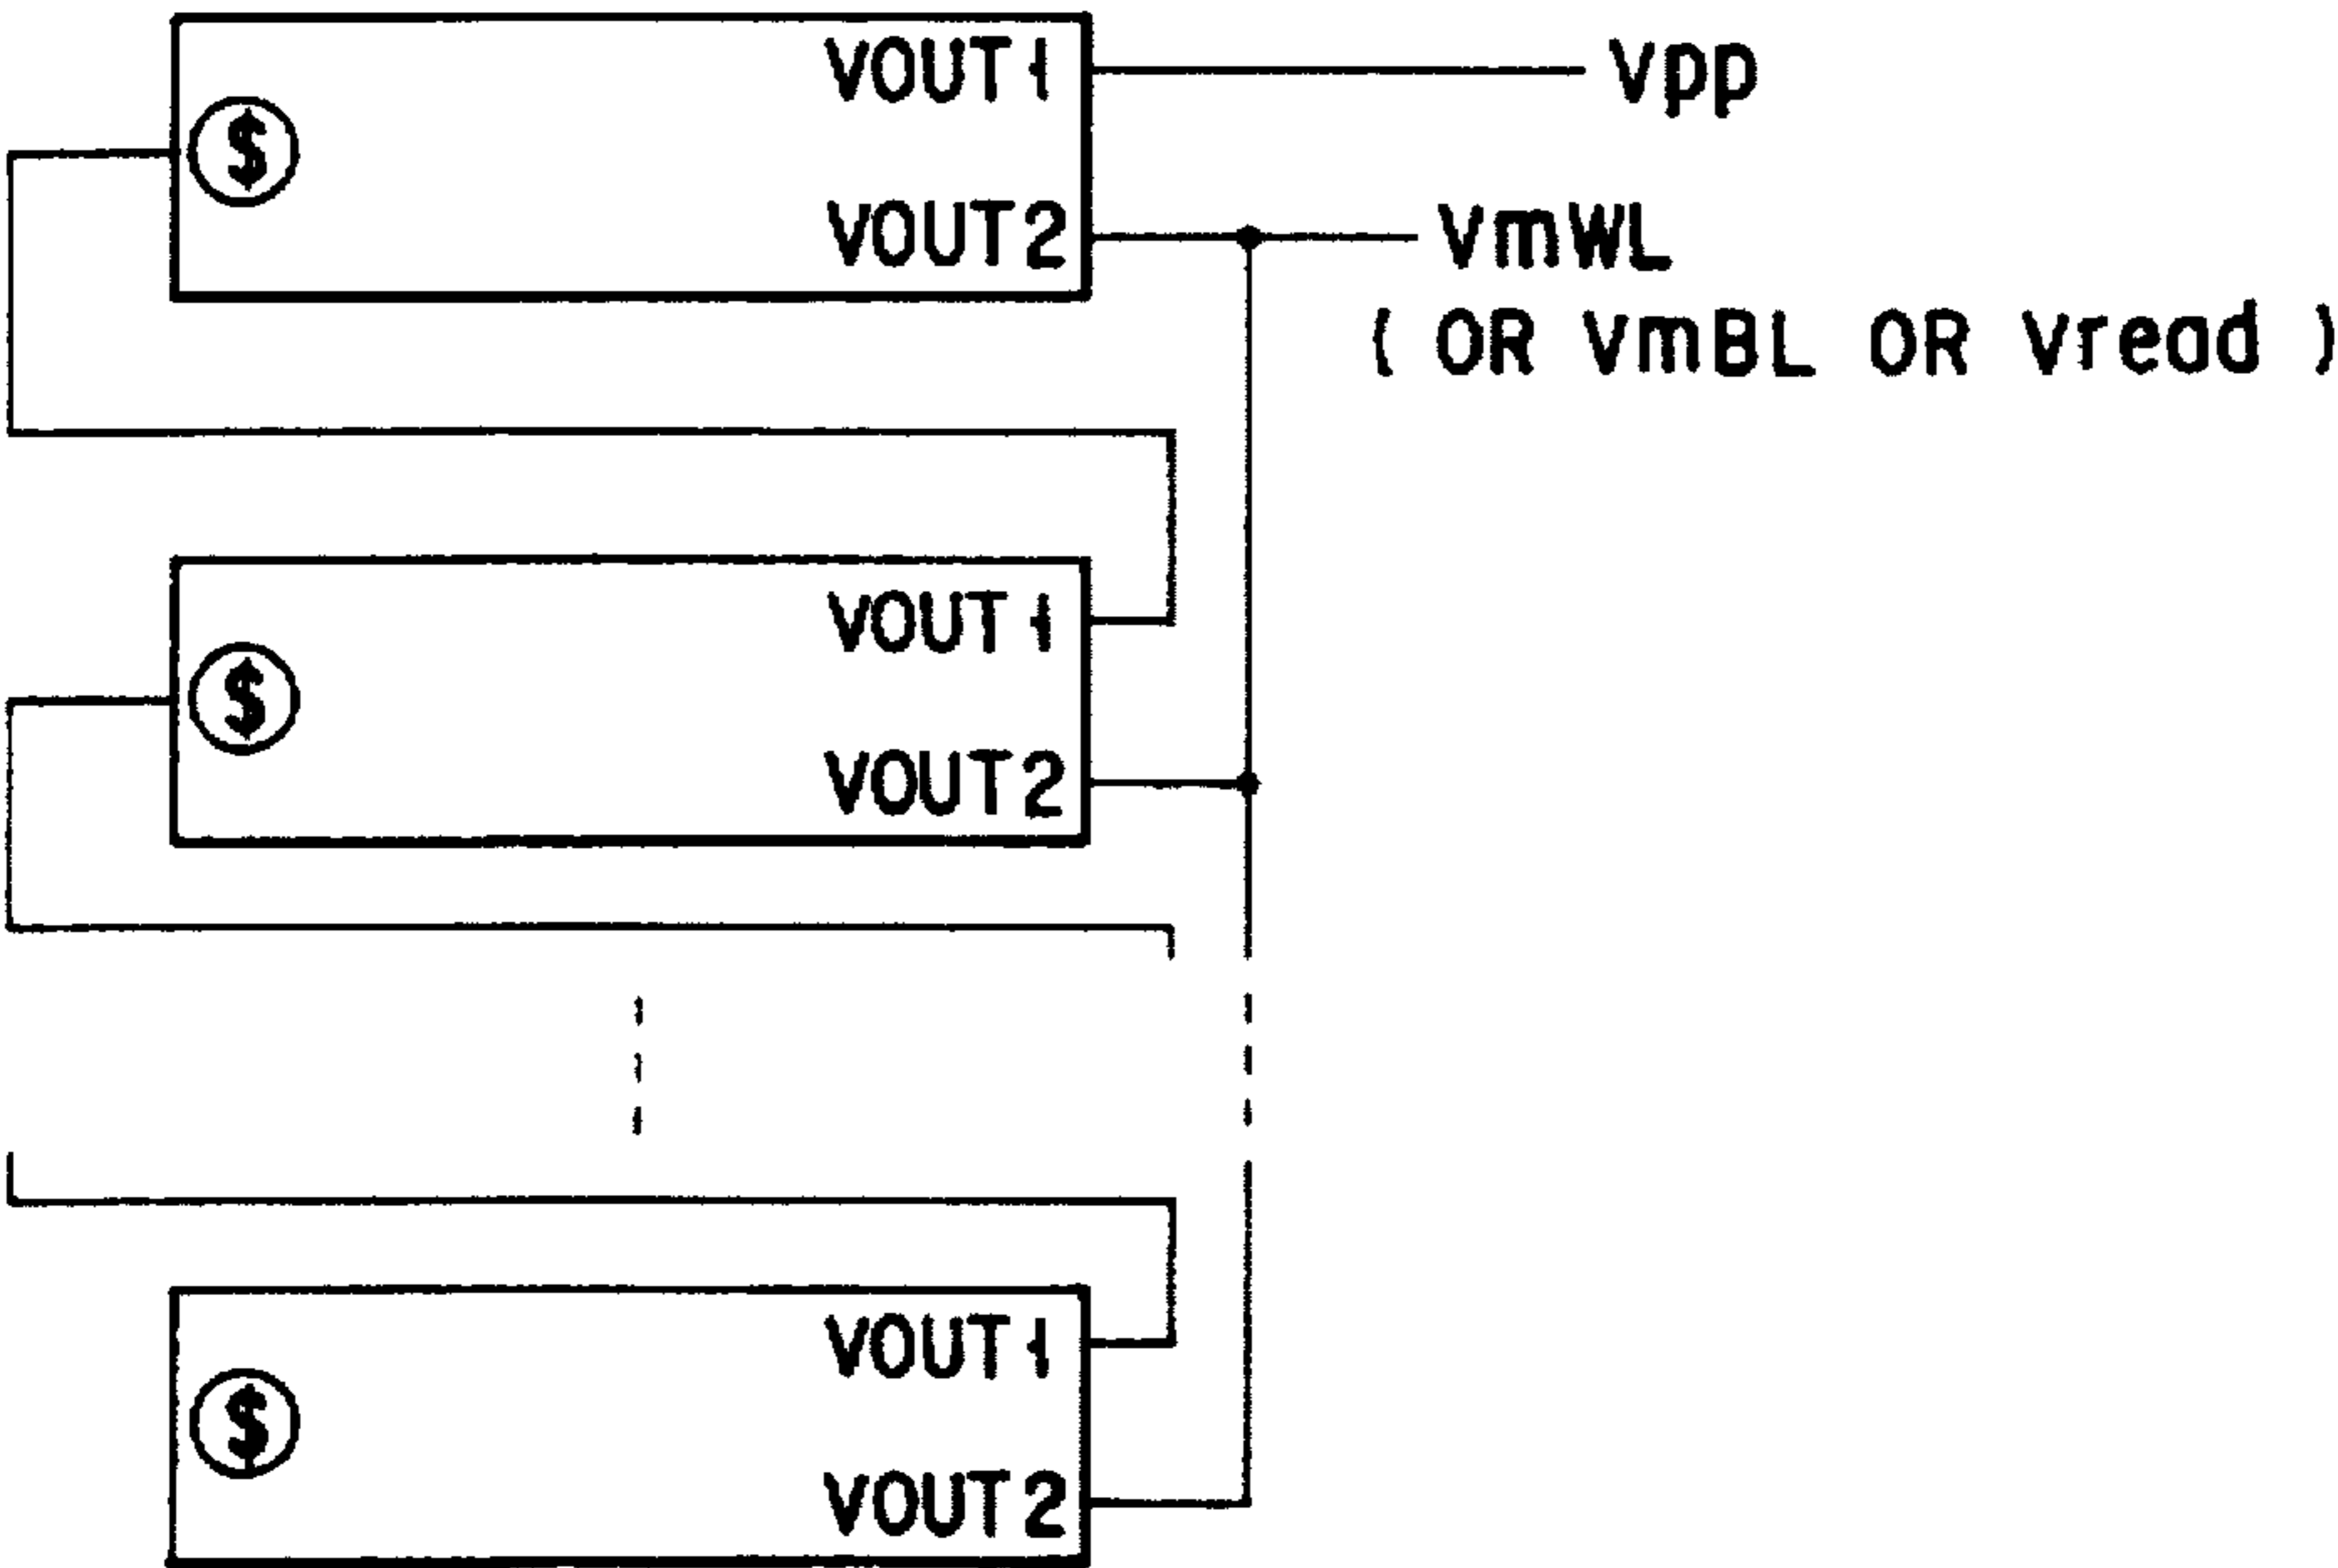 VOUT1
Vpp
$
VOUT2
VmWL
( OR VmBL OR Vread )
VOUT1
$
VOUT2
VOUT1
$
VOUT2